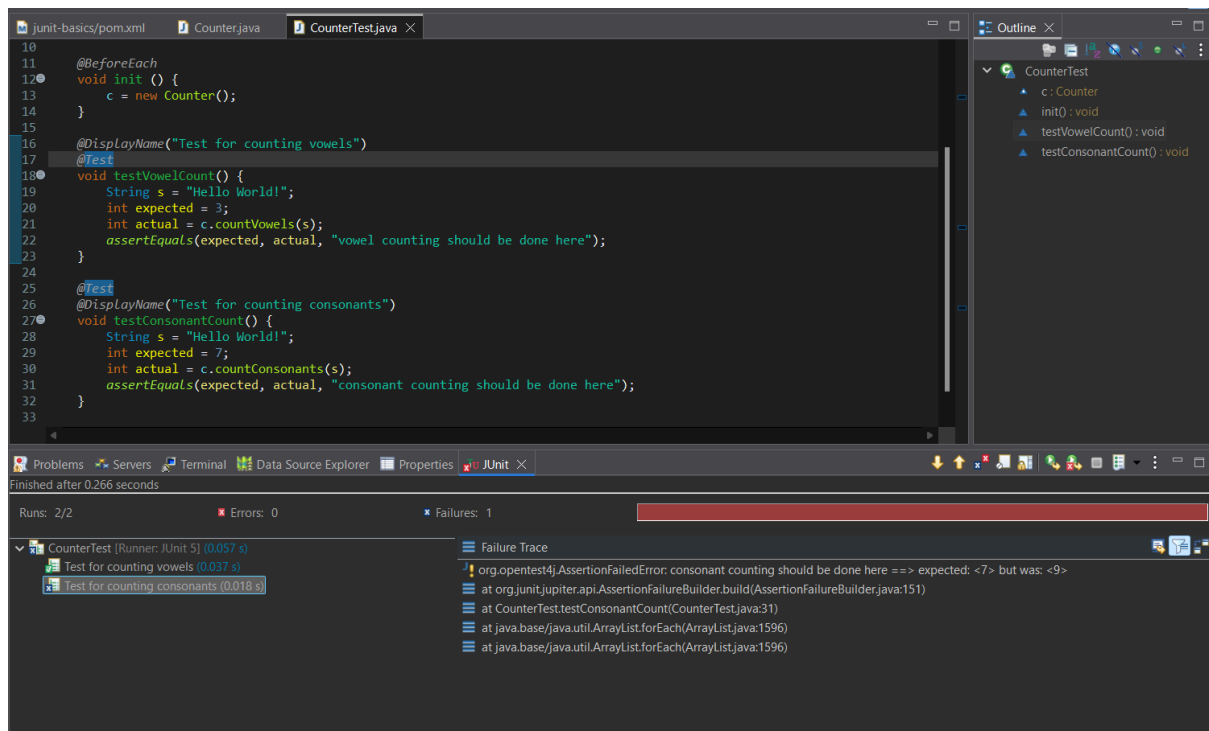 junit-basics/pom.xml Counter.java CounterTest.java
Outline
10
11 @BeforeEach
12 void init () {
13 c = new Counter();
14 }
15
16 @DisplayName("Test for counting vowels")
17 @Test
18 void testVowelCount() {
19 String s = "Hello World!";
20 int expected = 3;
21 int actual = c.countVowels(s);
22 assertEquals(expected, actual, "vowel counting should be done here");
23 }
24
25 @Test
26 @DisplayName("Test for counting consonants")
27 void testConsonantCount() {
28 String s = "Hello World!";
29 int expected = 7;
30 int actual = c.countConsonants(s);
31 assertEquals(expected, actual, "consonant counting should be done here");
32 }
33
CounterTest
c : Counter
init() : void
testVowelCount() : void
testConsonantCount() : void
Problems Servers Terminal Data Source Explorer Properties JUnit
Finished after 0.266 seconds
Runs: 2/2 Errors: 0 Failures: 1
CounterTest [Runner: JUnit 5] (0.057 s)
Test for counting vowels (0.037 s)
Test for counting consonants (0.018 s)
Failure Trace
org.opentest4j.AssertionFailedError: consonant counting should be done here ==> expected: <7> but was: <9>
at org.junit.jupiter.api.AssertionFailureBuilder.build(AssertionFailureBuilder.java:151)
at CounterTest.testConsonantCount(CounterTest.java:31)
at java.base/java.util.ArrayList.forEach(ArrayList.java:1596)
at java.base/java.util.ArrayList.forEach(ArrayList.java:1596)